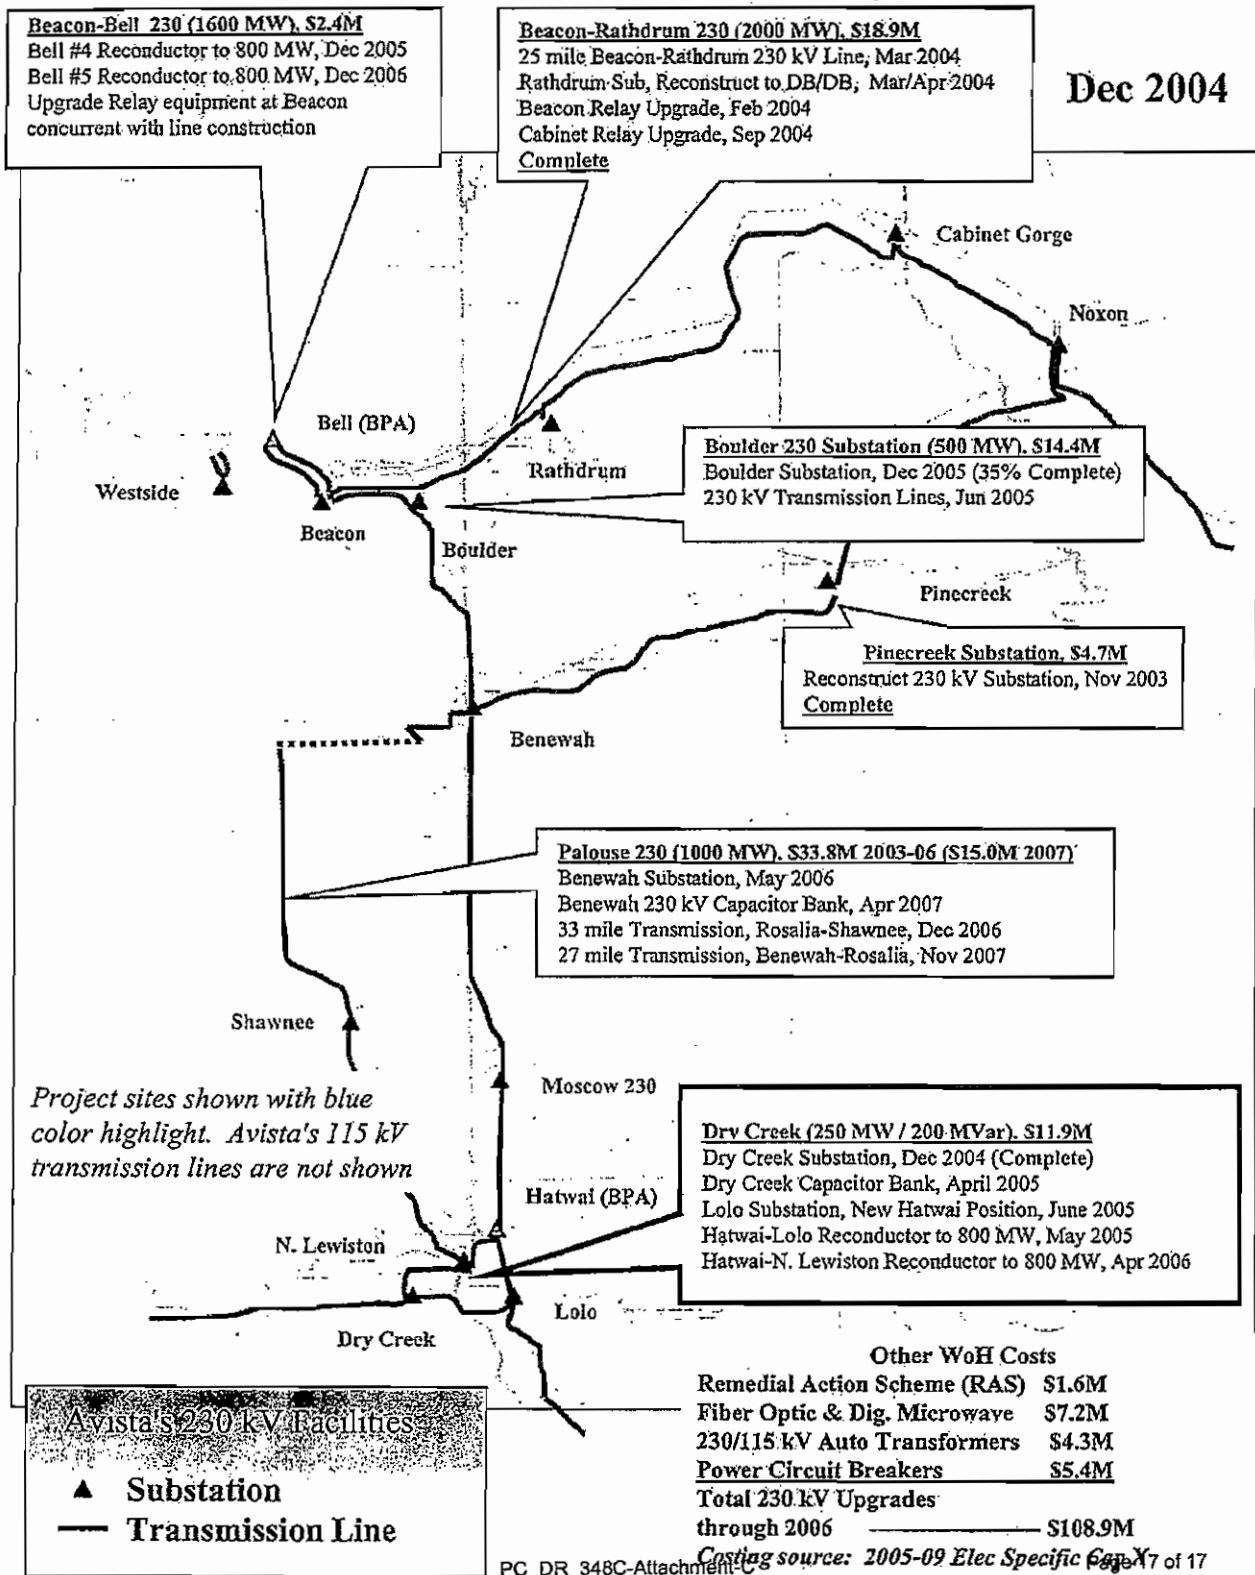 Beacon-Bell 230 (1600 MW), $2.4M
Bell #4 Reconductor to 800 MW, Dec 2005
Bell #5 Reconductor to 800 MW, Dec 2006
Upgrade Relay equipment at Beacon
concurrent with line construction
Beacon-Rathdrum 230 (2000 MW), $18.9M
25 mile Beacon-Rathdrum 230 kV Line, Mar 2004
Rathdrum Sub, Reconstruct to DB/DB, Mar/Apr 2004
Beacon Relay Upgrade, Feb 2004
Cabinet Relay Upgrade, Sep 2004
Complete
Dec 2004
Cabinet Gorge
Noxon
Bell (BPA)
Rathdrum
Westside
Beacon
Boulder
Boulder 230 Substation (500 MW), $14.4M
Boulder Substation, Dec 2005 (35% Complete)
230 kV Transmission Lines, Jun 2005
Pinecreek
Pinecreek Substation, $4.7M
Reconstruct 230 kV Substation, Nov 2003
Complete
Benewah
Palouse 230 (1000 MW), $33.8M 2003-06 ($15.0M 2007)
Benewah Substation, May 2006
Benewah 230 kV Capacitor Bank, Apr 2007
33 mile Transmission, Rosalia-Shawnee, Dec 2006
27 mile Transmission, Benewah-Rosalia, Nov 2007
Shawnee
Moscow 230
Project sites shown with blue
color highlight. Avista's 115 kV
transmission lines are not shown
Hatwai (BPA)
N. Lewiston
Dry Creek
Lolo
Dry Creek (250 MW / 200 MVar), $11.9M
Dry Creek Substation, Dec 2004 (Complete)
Dry Creek Capacitor Bank, April 2005
Lolo Substation, New Hatwai Position, June 2005
Hatwai-Lolo Reconductor to 800 MW, May 2005
Hatwai-N. Lewiston Reconductor to 800 MW, Apr 2006
Avista's 230 kV Facilities
Substation
Transmission Line
Other WoH Costs
Remedial Action Scheme (RAS) $1.6M
Fiber Optic & Dig. Microwave $7.2M
230/115 kV Auto Transformers $4.3M
Power Circuit Breakers $5.4M
Total 230 kV Upgrades
through 2006 $108.9M
Costing source: 2005-09 Elec Specific Cap X
PC_DR_348C-Attachment-C Page 17 of 17